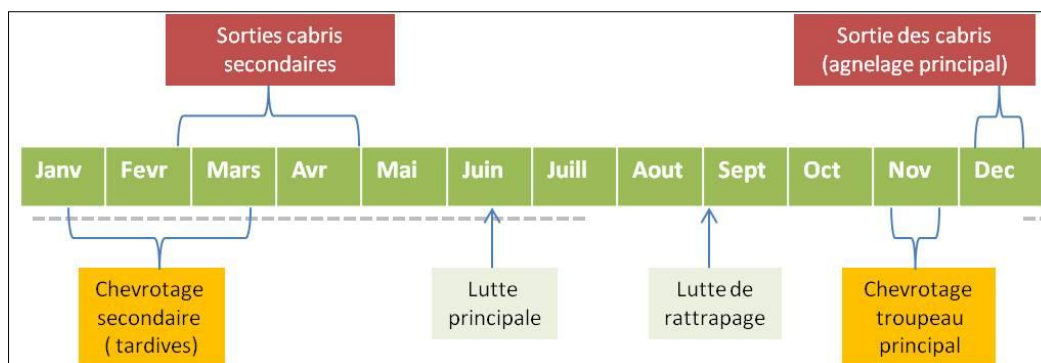 Sorties cabris
secondaires
Sortie des cabris
(agnelage principal)
Janv Fevr Mars Avr Mai Juin Juill Aout Sept Oct Nov Dec
Chevrotage
secondaire
( tardives)
Lutte
principale
Lutte de
rattrapage
Chevrotage
troupeau
principal